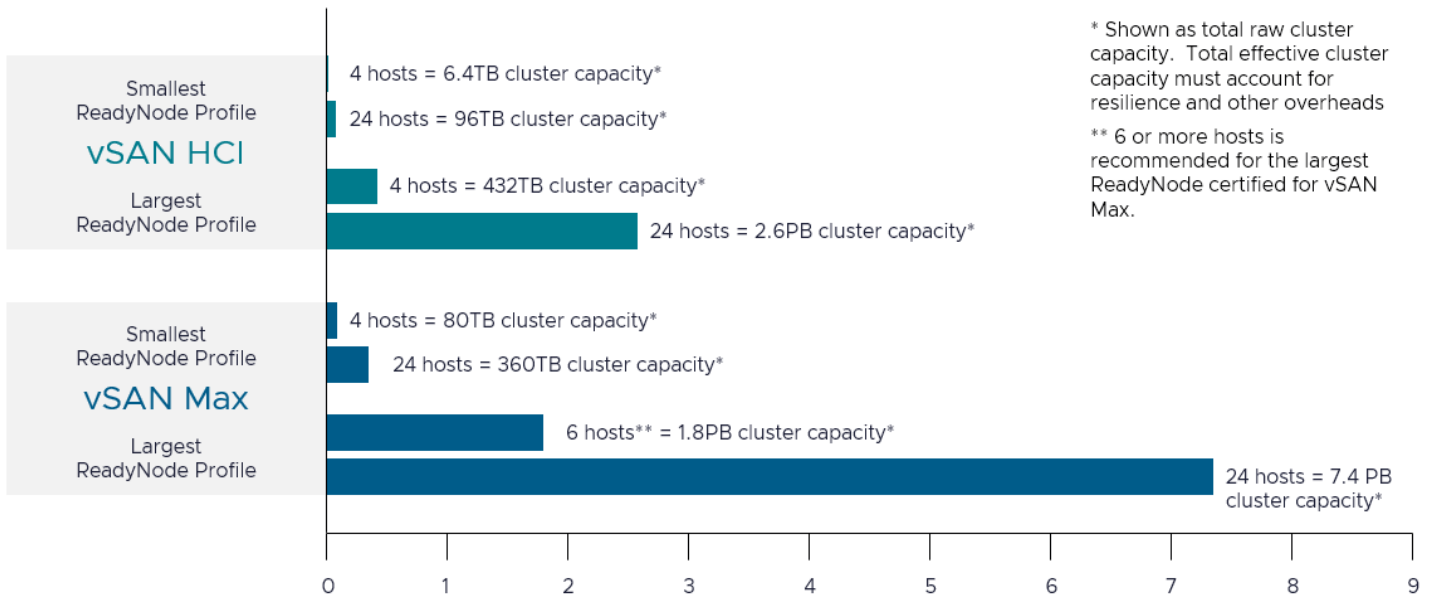 Smallest
ReadyNode Profile
vSAN HCI
Largest
ReadyNode Profile
4 hosts = 6.4TB cluster capacity*
24 hosts = 96TB cluster capacity*
4 hosts = 432TB cluster capacity*
24 hosts = 2.6PB cluster capacity*
* Shown as total raw cluster
capacity. Total effective cluster
capacity must account for
resilience and other overheads
** 6 or more hosts is
recommended for the largest
ReadyNode certified for vSAN
Max.
Smallest
ReadyNode Profile
vSAN Max
Largest
ReadyNode Profile
4 hosts = 80TB cluster capacity*
24 hosts = 360TB cluster capacity*
6 hosts** = 1.8PB cluster capacity*
24 hosts = 7.4 PB
cluster capacity*
0 1 2 3 4 5 6 7 8 9